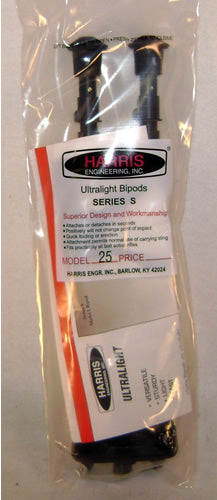 HARRIS
ENGINEERING, INC.
Ultralight Bipods
SERIES S
Superior Design and Workmanship
• Attaches or detaches in seconds
• Positively will not change point of impact
• Quick folding or erection
• Attachment parents normal use of carrying sling
• Fits practically all bolt action rifles.
MODEL 25 PRICE
HARRIS ENGR. INC., BARLOW, KY 42024
HARRIS
ULTRALIGHT
• VERSATILE
• STURDY
• LIGHT